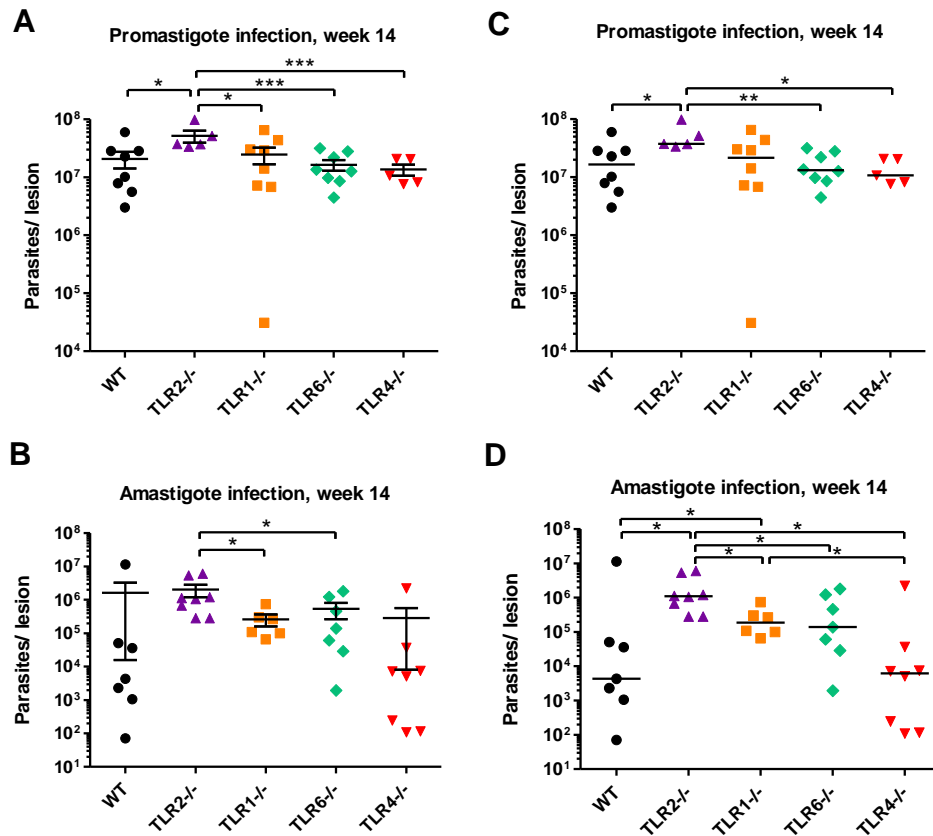 A
Promastigote infection, week 14
***
***
*
*
Parasites/ lesion
10^8
10^7
10^6
10^5
10^4
WT
TLR2-/-
TLR1-/-
TLR6-/-
TLR4-/-
C
Promastigote infection, week 14
*
*
**
Parasites/ lesion
10^8
10^7
10^6
10^5
10^4
WT
TLR2-/-
TLR1-/-
TLR6-/-
TLR4-/-
B
Amastigote infection, week 14
*
*
Parasites/ lesion
10^8
10^7
10^6
10^5
10^4
10^3
10^2
10^1
WT
TLR2-/-
TLR1-/-
TLR6-/-
TLR4-/-
D
Amastigote infection, week 14
*
*
*
*
*
*
Parasites/ lesion
10^8
10^7
10^6
10^5
10^4
10^3
10^2
10^1
WT
TLR2-/-
TLR1-/-
TLR6-/-
TLR4-/-